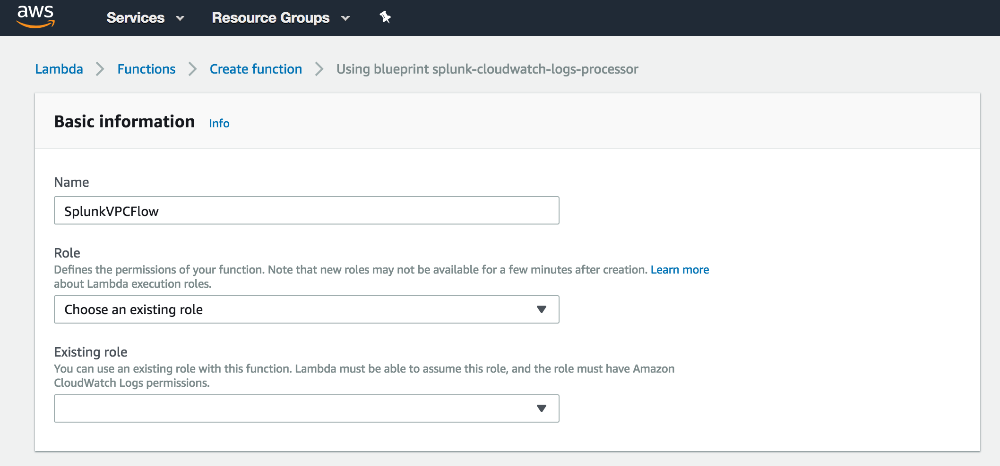 aws Services Resource Groups
Lambda Functions Create function Using blueprint splunk-cloudwatch-logs-processor
Basic information Info
Name
SplunkVPCFlow
Role
Defines the permissions of your function. Note that new roles may not be available for a few minutes after creation. Learn more
about Lambda execution roles.
Choose an existing role
Existing role
You can use an existing role with this function. Lambda must be able to assume this role, and the role must have Amazon
CloudWatch Logs permissions.